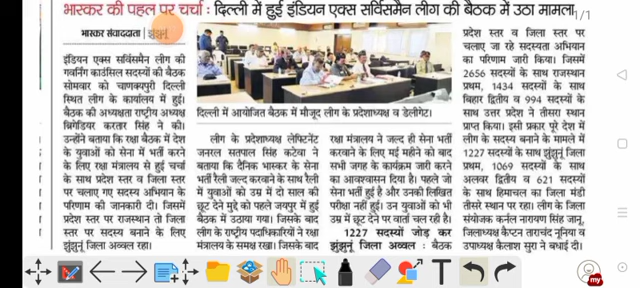 भास्कर की पहल पर चर्चा : दिल्ली में हुई इंडियन एक्स सर्विसमैन लीग की बैठक में उठा मामला
1/1
भास्कर संवाददाता | झुंझुनूं
इंडियन एक्स सर्विसमैन लीग की
गवर्निंग काउंसिल सदस्यों की बैठक
सोमवार को चाणक्यपुरी दिल्ली
स्थित लीग के कार्यालय में हुई।
बैठक की अध्यक्षता राष्ट्रीय अध्यक्ष
ब्रिगेडियर करतार सिंह ने की।
उन्होंने बताया कि रक्षा बैठक में देश
के युवाओं को सेना में भर्ती करने
के लिए रक्षा मंत्रालय से हुई चर्चा
के साथ प्रदेश स्तर व जिला स्तर
पर चलाए गए सदस्य अभियान के
परिणाम की जानकारी दी। जिसमें
प्रदेश स्तर पर राजस्थान तो जिला
स्तर पर सदस्य बनाने के लिए
झुंझुनूं जिला अव्वल रहा।
दिल्ली में आयोजित बैठक में मौजूद लीग के प्रदेशाध्यक्ष व डेलीगेट।
लीग के प्रदेशाध्यक्ष लेफ्टिनेंट
जनरल सतपाल सिंह कटेवा ने
बताया कि दैनिक भास्कर के सेना
भर्ती रैली जल्द करवाने के साथ रैली
में युवाओं को उम्र में दो साल की
छूट देने मुद्दे को पहले जयपुर में हुई
बैठक में उठाया गया। जिसके बाद
लीग के राष्ट्रीय पदाधिकारियों ने रक्षा
मंत्रालय के समक्ष रखा। जिसके बाद
रक्षा मंत्रालय ने जल्द ही सेना भर्ती
करवाने के लिए मई महीने को बाद
सभी जगह के कार्यक्रम जारी करने
का आवश्वासन दिया है। पहले जो
सेना भर्ती हुई है और उनकी लिखित
परीक्षा नहीं हुई। उन युवाओं को भी
उम्र में छूट देने पर वार्ता चल रही है।
1227 सदस्यों जोड़ कर
झुंझुनूं जिला अव्वल : बैठक
प्रदेश स्तर व जिला स्तर पर
चलाए जा रहे सदस्यता अभियान
का परिणाम जारी किया। जिसमें
2656 सदस्यों के साथ राजस्थान
प्रथम, 1434 सदस्यों के साथ
बिहार द्वितीय व 994 सदस्यों के
साथ उत्तर प्रदेश ने तीसरा स्थान
प्राप्त किया। इसी प्रकार पूरे देश में
लीग के सदस्य बनाने के मामले में
1227 सदस्यों के साथ झुंझुनूं जिला
प्रथम, 1069 सदस्यों के साथ
अलवर द्वितीय व 621 सदस्यों
के साथ हिमाचल का जिला मंडी
तीसरे स्थान पर रहा। लीग के जिला
संयोजक कर्नल नारायण सिंह जानू,
जिलाध्यक्ष कैप्टन ताराचंद नूनिया व
उपाध्यक्ष कैलाश सुरा ने बधाई दी।
T
my